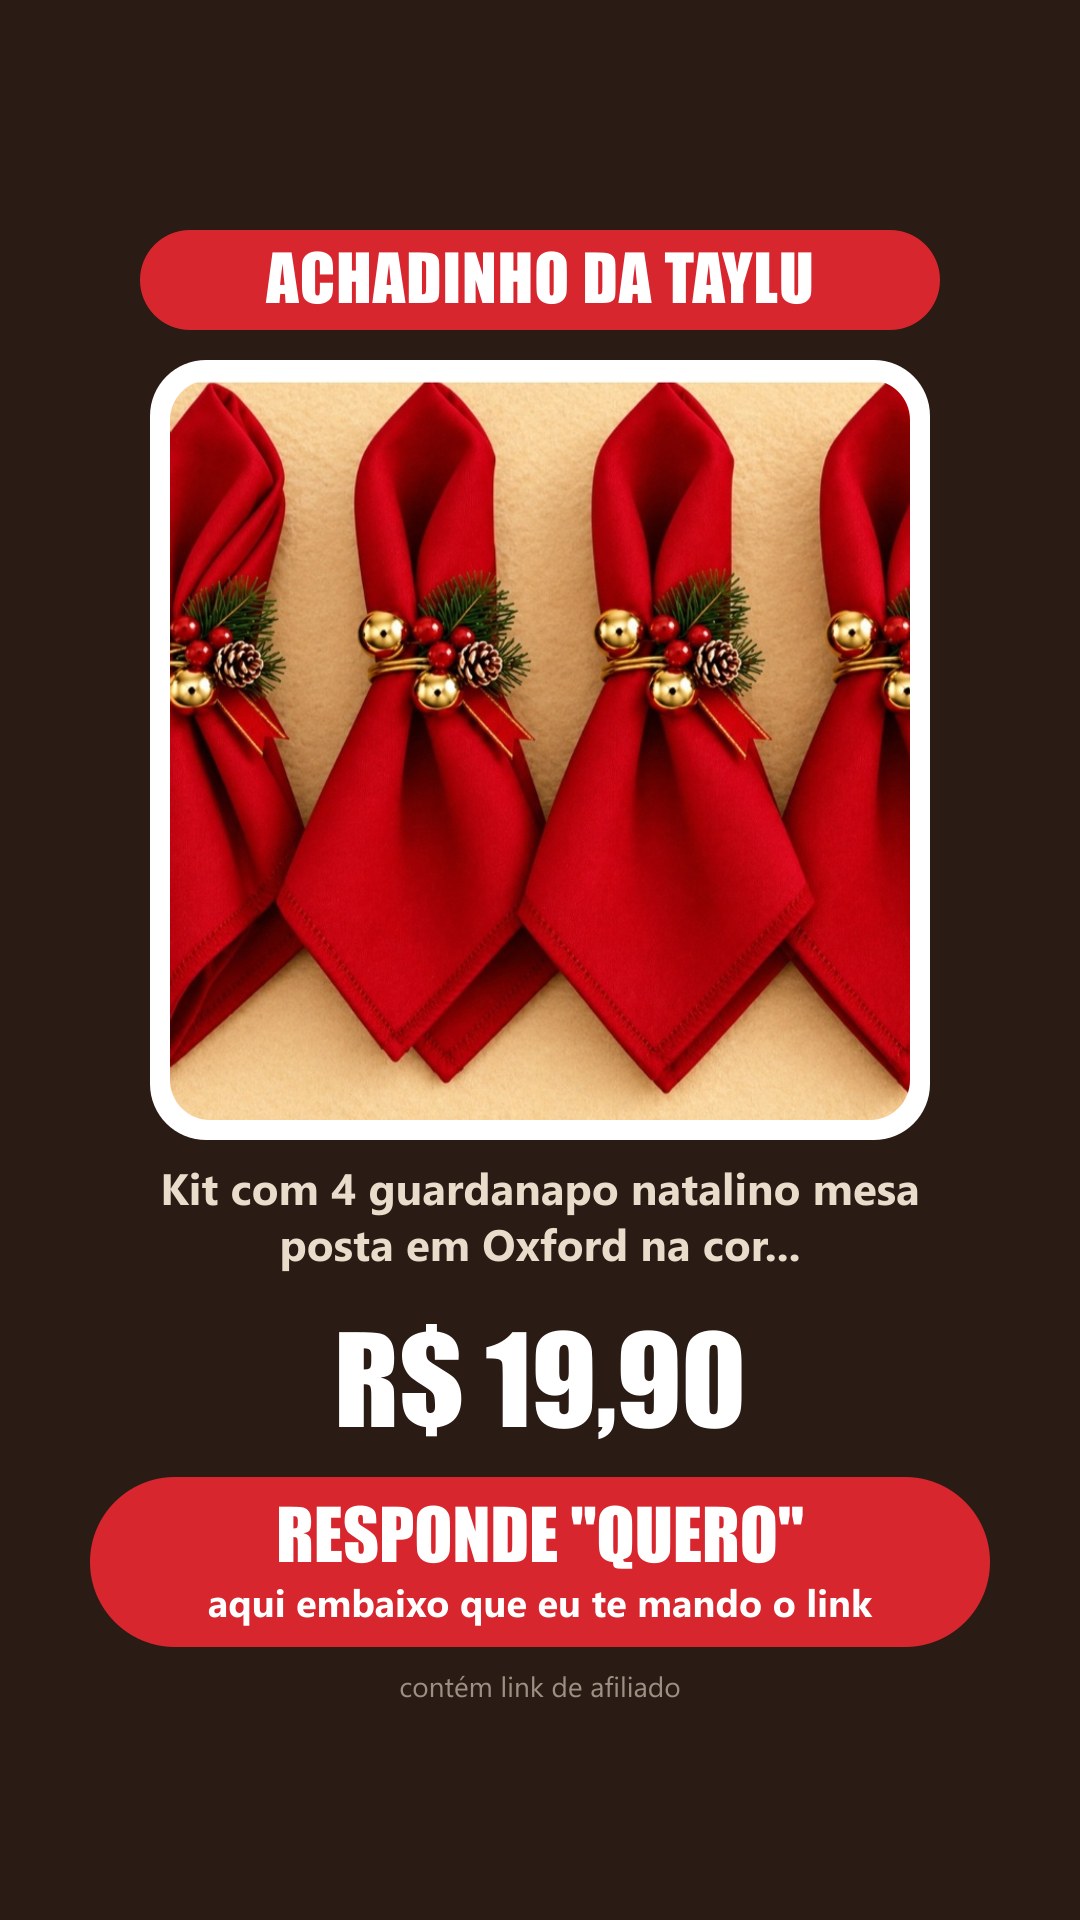 ACHADINHO DA TAYLU
Kit com 4 guardanapo natalino mesa
posta em Oxford na cor...
R$ 19,90
RESPONDE "QUERO"
aqui embaixo que eu te mando o link
contém link de afiliado